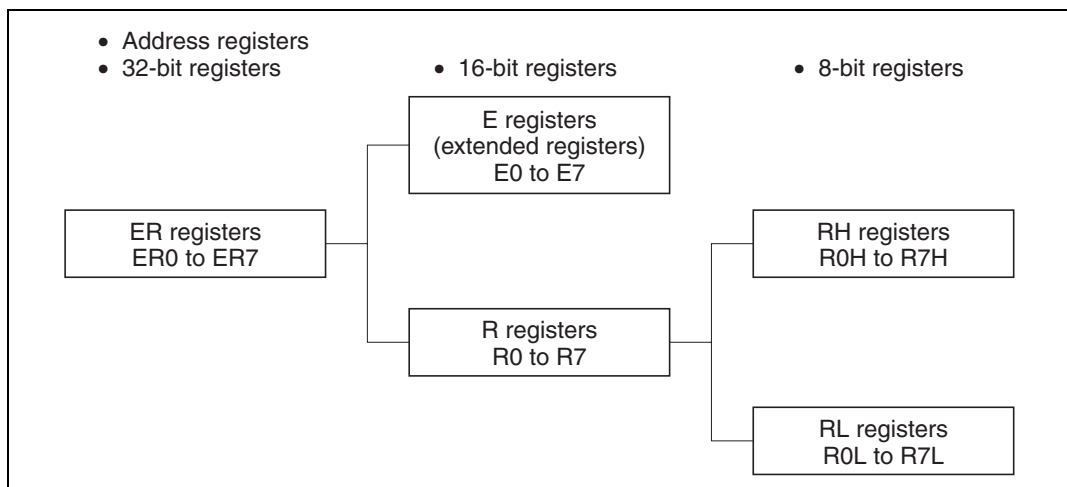 • Address registers
• 32-bit registers
• 16-bit registers
• 8-bit registers
E registers
(extended registers)
E0 to E7
ER registers
ER0 to ER7
RH registers
R0H to R7H
R registers
R0 to R7
RL registers
R0L to R7L